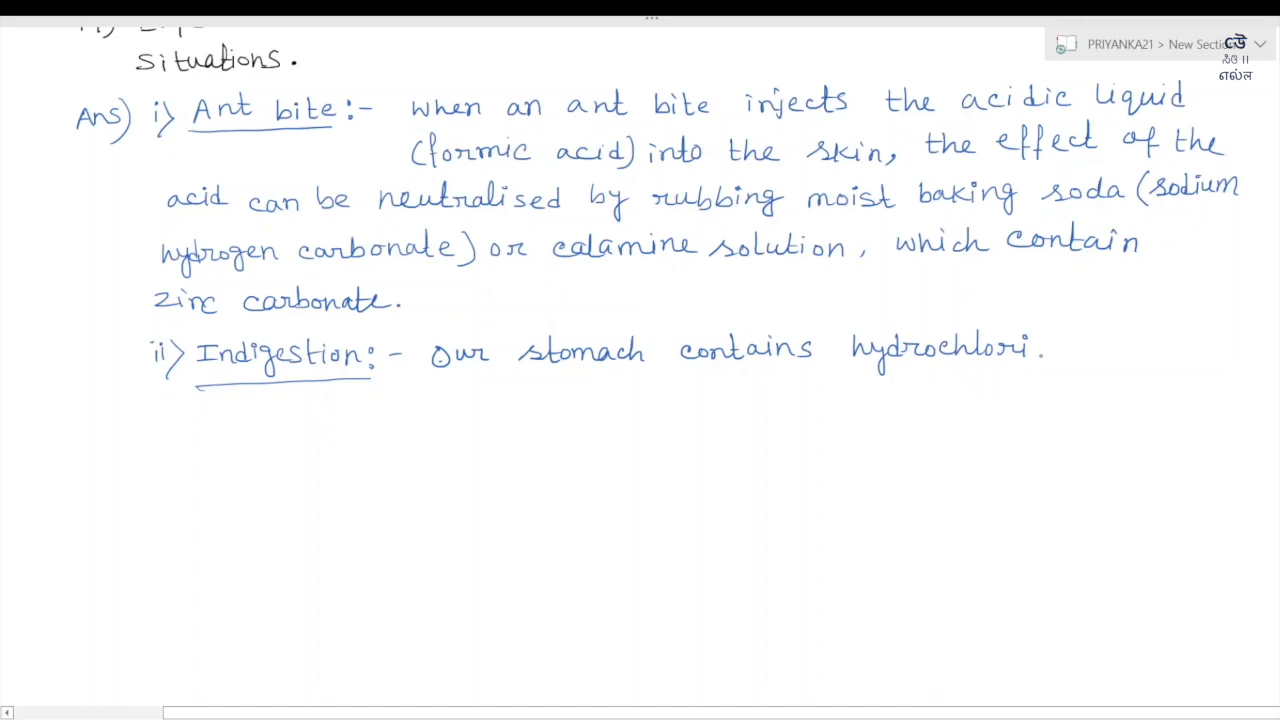 situations.
PRIYANKA21 > New Section
Ans) i) Ant bite :- when an ant bite injects the acidic liquid
(formic acid) into the skin, the effect of the
acid can be neutralised by rubbing moist baking soda (sodium
hydrogen carbonate) or calamine solution, which contain
zinc carbonate.
ii) Indigestion :- Our stomach contains hydrochlori